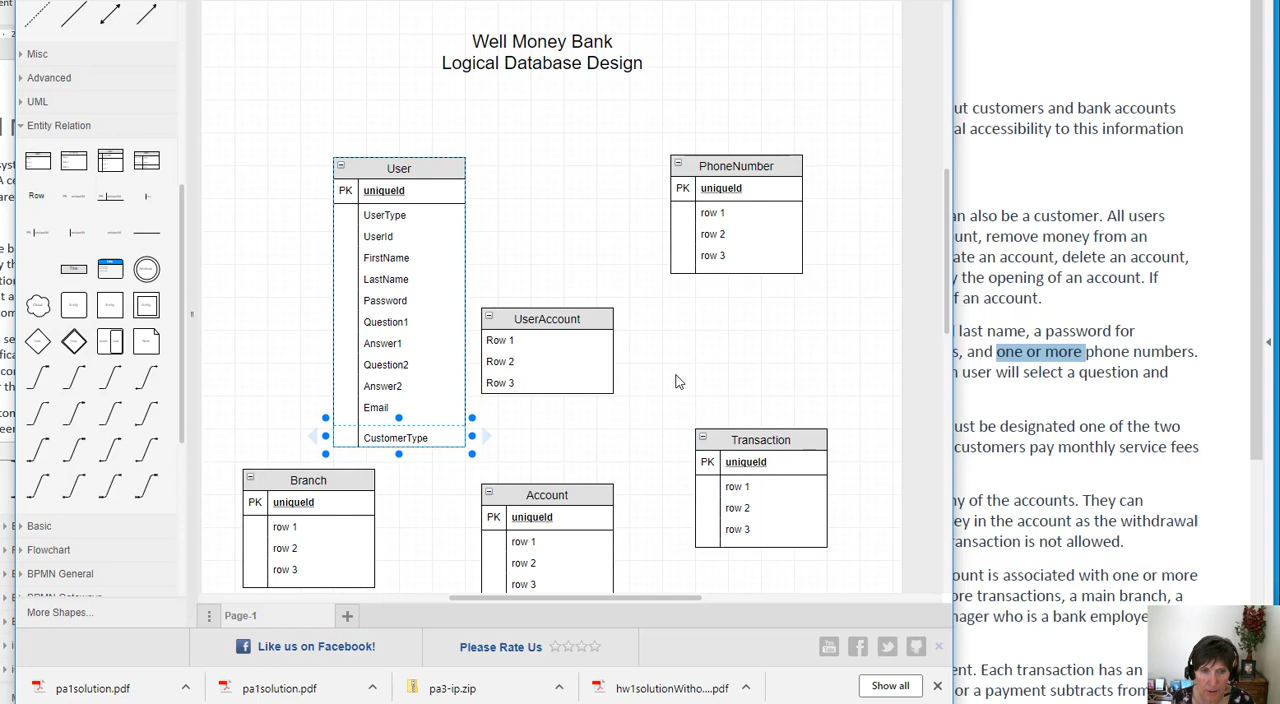 Misc
Advanced
UML
Entity Relation
Row
Basic
Flowchart
BPMN General
More Shapes...
Well Money Bank
Logical Database Design
User
PK uniqueId
UserType
UserId
FirstName
LastName
Password
Question1
Answer1
Question2
Answer2
Email
CustomerType
PhoneNumber
PK uniqueId
row 1
row 2
row 3
UserAccount
Row 1
Row 2
Row 3
Transaction
PK uniqueId
row 1
row 2
row 3
Branch
PK uniqueId
row 1
row 2
row 3
Account
PK uniqueId
row 1
row 2
row 3
Page-1
Like us on Facebook!
Please Rate Us
pa1solution.pdf
pa1solution.pdf
pa3-ip.zip
hw1solutionWitho....pdf
Show all
ut customers and bank accounts
al accessibility to this information
an also be a customer. All users
unt, remove money from an
ate an account, delete an account,
y the opening of an account. If
f an account.
l last name, a password for
s, and one or more phone numbers.
n user will select a question and
ust be designated one of the two
customers pay monthly service fees
ny of the accounts. They can
ey in the account as the withdrawal
ransaction is not allowed.
ount is associated with one or more
ore transactions, a main branch, a
nager who is a bank employe
ent. Each transaction has an
or a payment subtracts from